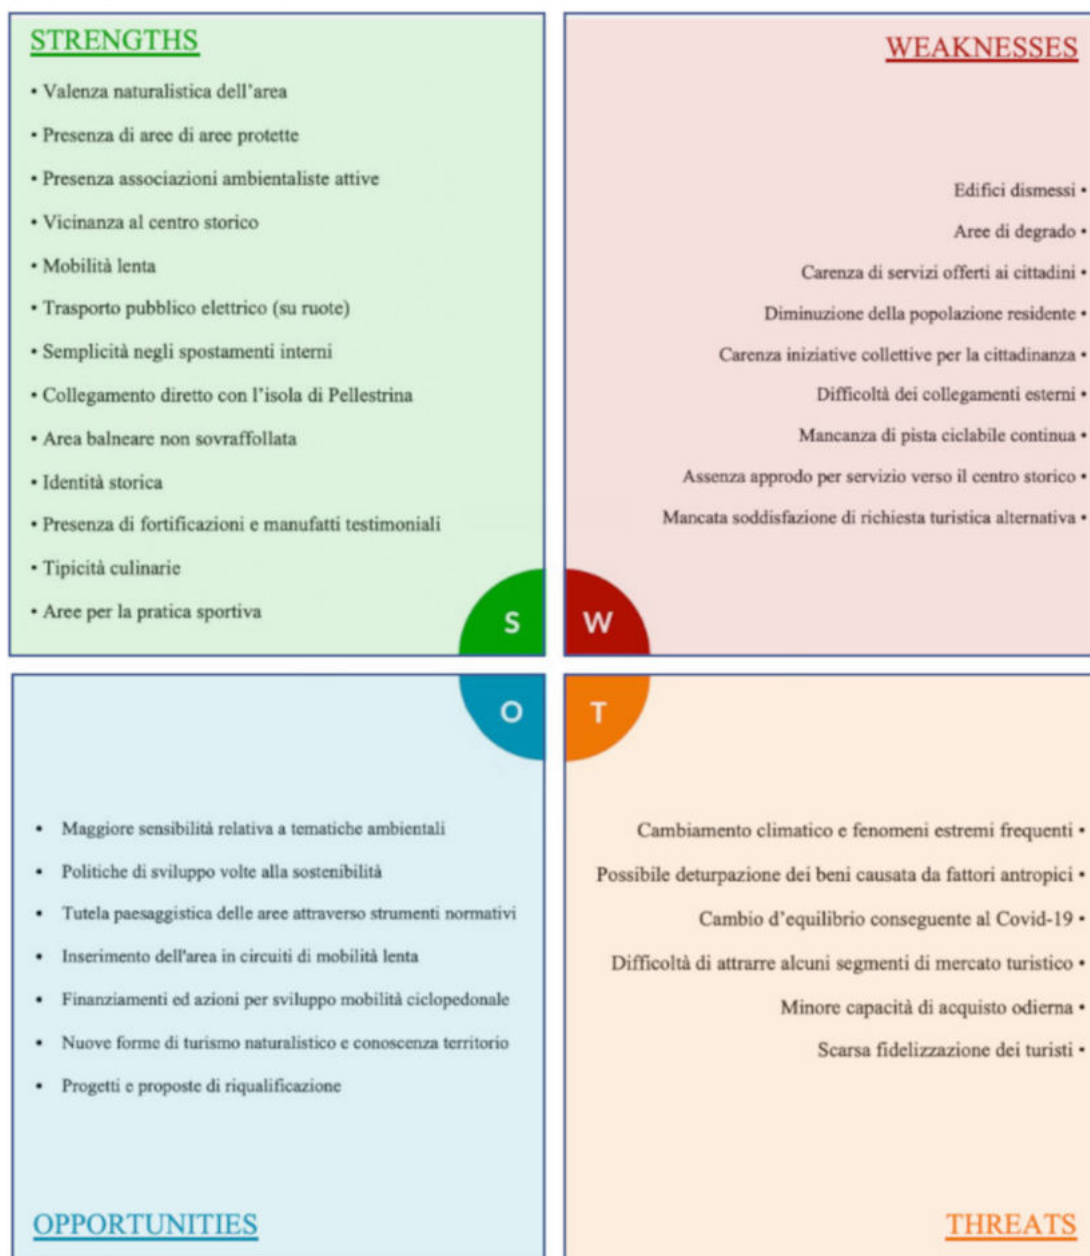 STRENGTHS
• Valenza naturalistica dell'area
• Presenza di aree di aree protette
• Presenza associazioni ambientaliste attive
• Vicinanza al centro storico
• Mobilità lenta
• Trasporto pubblico elettrico (su ruote)
• Semplicità negli spostamenti interni
• Collegamento diretto con l'isola di Pellestrina
• Area balneare non sovraffollata
• Identità storica
• Presenza di fortificazioni e manufatti testimoniali
• Tipicità culinarie
• Aree per la pratica sportiva
S
WEAKNESSES
Edifici dismessi •
Aree di degrado •
Carenza di servizi offerti ai cittadini •
Diminuzione della popolazione residente •
Carenza iniziative collettive per la cittadinanza •
Difficoltà dei collegamenti esterni •
Mancanza di pista ciclabile continua •
Assenza approdo per servizio verso il centro storico •
Mancata soddisfazione di richiesta turistica alternativa •
W
O
• Maggiore sensibilità relativa a tematiche ambientali
• Politiche di sviluppo volte alla sostenibilità
• Tutela paesaggistica delle aree attraverso strumenti normativi
• Inserimento dell'area in circuiti di mobilità lenta
• Finanziamenti ed azioni per sviluppo mobilità ciclopedonale
• Nuove forme di turismo naturalistico e conoscenza territorio
• Progetti e proposte di riqualificazione
OPPORTUNITIES
T
Cambiamento climatico e fenomeni estremi frequenti •
Possibile deturpazione dei beni causata da fattori antropici •
Cambio d'equilibrio conseguente al Covid-19 •
Difficoltà di attrarre alcuni segmenti di mercato turistico •
Minore capacità di acquisto odierna •
Scarsa fidelizzazione dei turisti •
THREATS